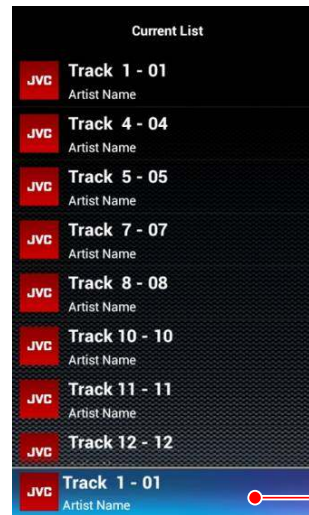 Current List
JVC
Track 1 - 01
Artist Name
JVC
Track 4 - 04
Artist Name
JVC
Track 5 - 05
Artist Name
JVC
Track 7 - 07
Artist Name
JVC
Track 8 - 08
Artist Name
JVC
Track 10 - 10
Artist Name
JVC
Track 11 - 11
Artist Name
JVC
Track 12 - 12
JVC
Track 1 - 01
Artist Name